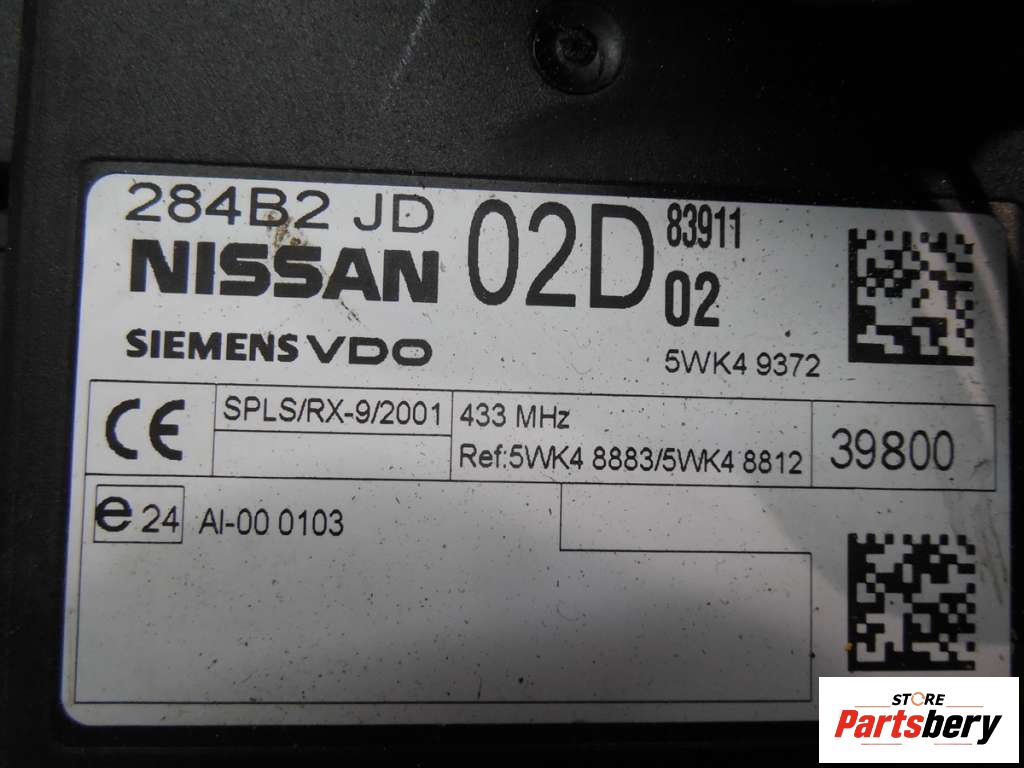 284B2 JD 02D 83911
NISSAN 02
SIEMENS VDO 5WK4 9372
CE SPLS/RX-9/2001 433 MHz 39800
Ref:5WK4 8883/5WK4 8812
e 24 AI-00 0103
STORE
Partsbery